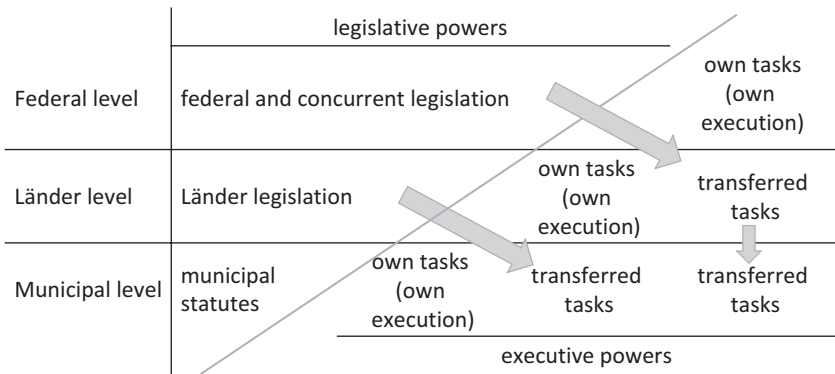 legislative powers
Federal level
federal and concurrent legislation
own tasks
(own
execution)
Länder level
Länder legislation
own tasks
(own
execution)
transferred
tasks
Municipal level
municipal
statutes
own tasks
(own
execution)
transferred
tasks
transferred
tasks
executive powers